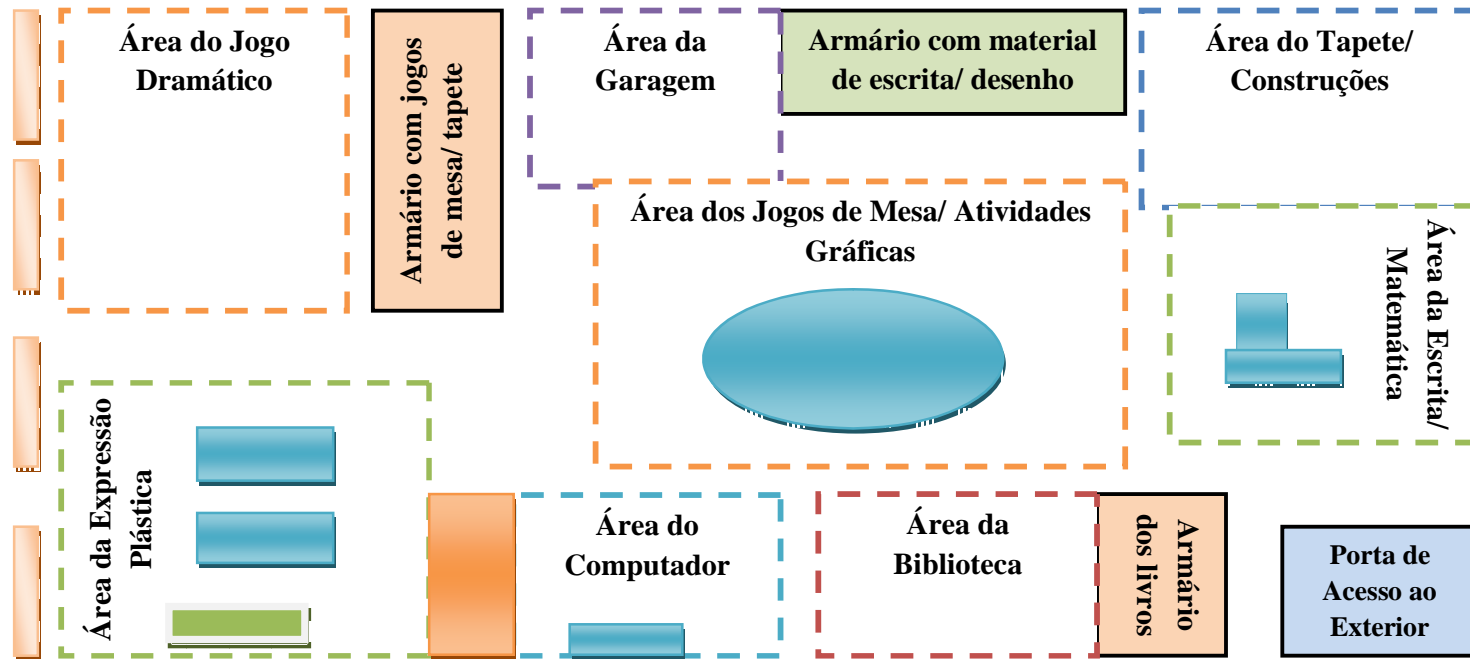 Área do Jogo
Dramático
Armário com jogos
de mesa/ tapete
Área da
Garagem
Armário com material
de escrita/ desenho
Área do Tapete/
Construções
Área dos Jogos de Mesa/ Atividades
Gráficas
Área da Escrita/
Matemática
Área da Expressão
Plástica
Área do
Computador
Área da
Biblioteca
Armário
dos livros
Porta de
Acesso ao
Exterior